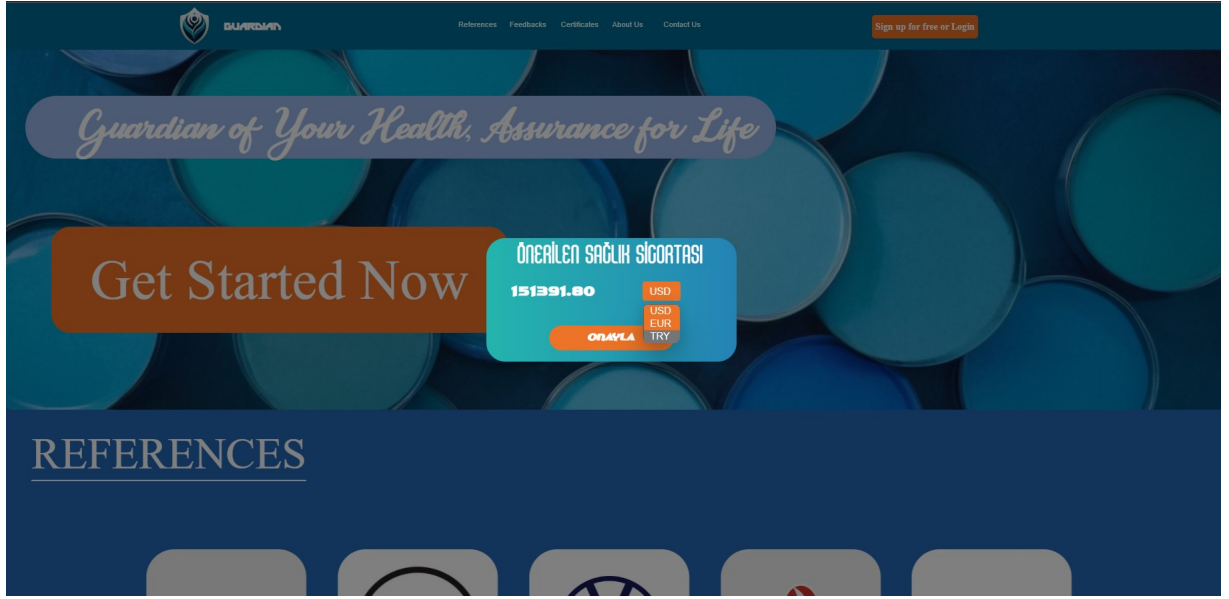 GUARDIAN
References Feedbacks Certificates About Us Contact Us
Sign up for free or Login
Guardian of Your Health, Assurance for Life
Get Started Now
ÖNERİLEN SAĞLIK SİGORTASI
151391.80 USD
USD
EUR
ONAYLA TRY
REFERENCES